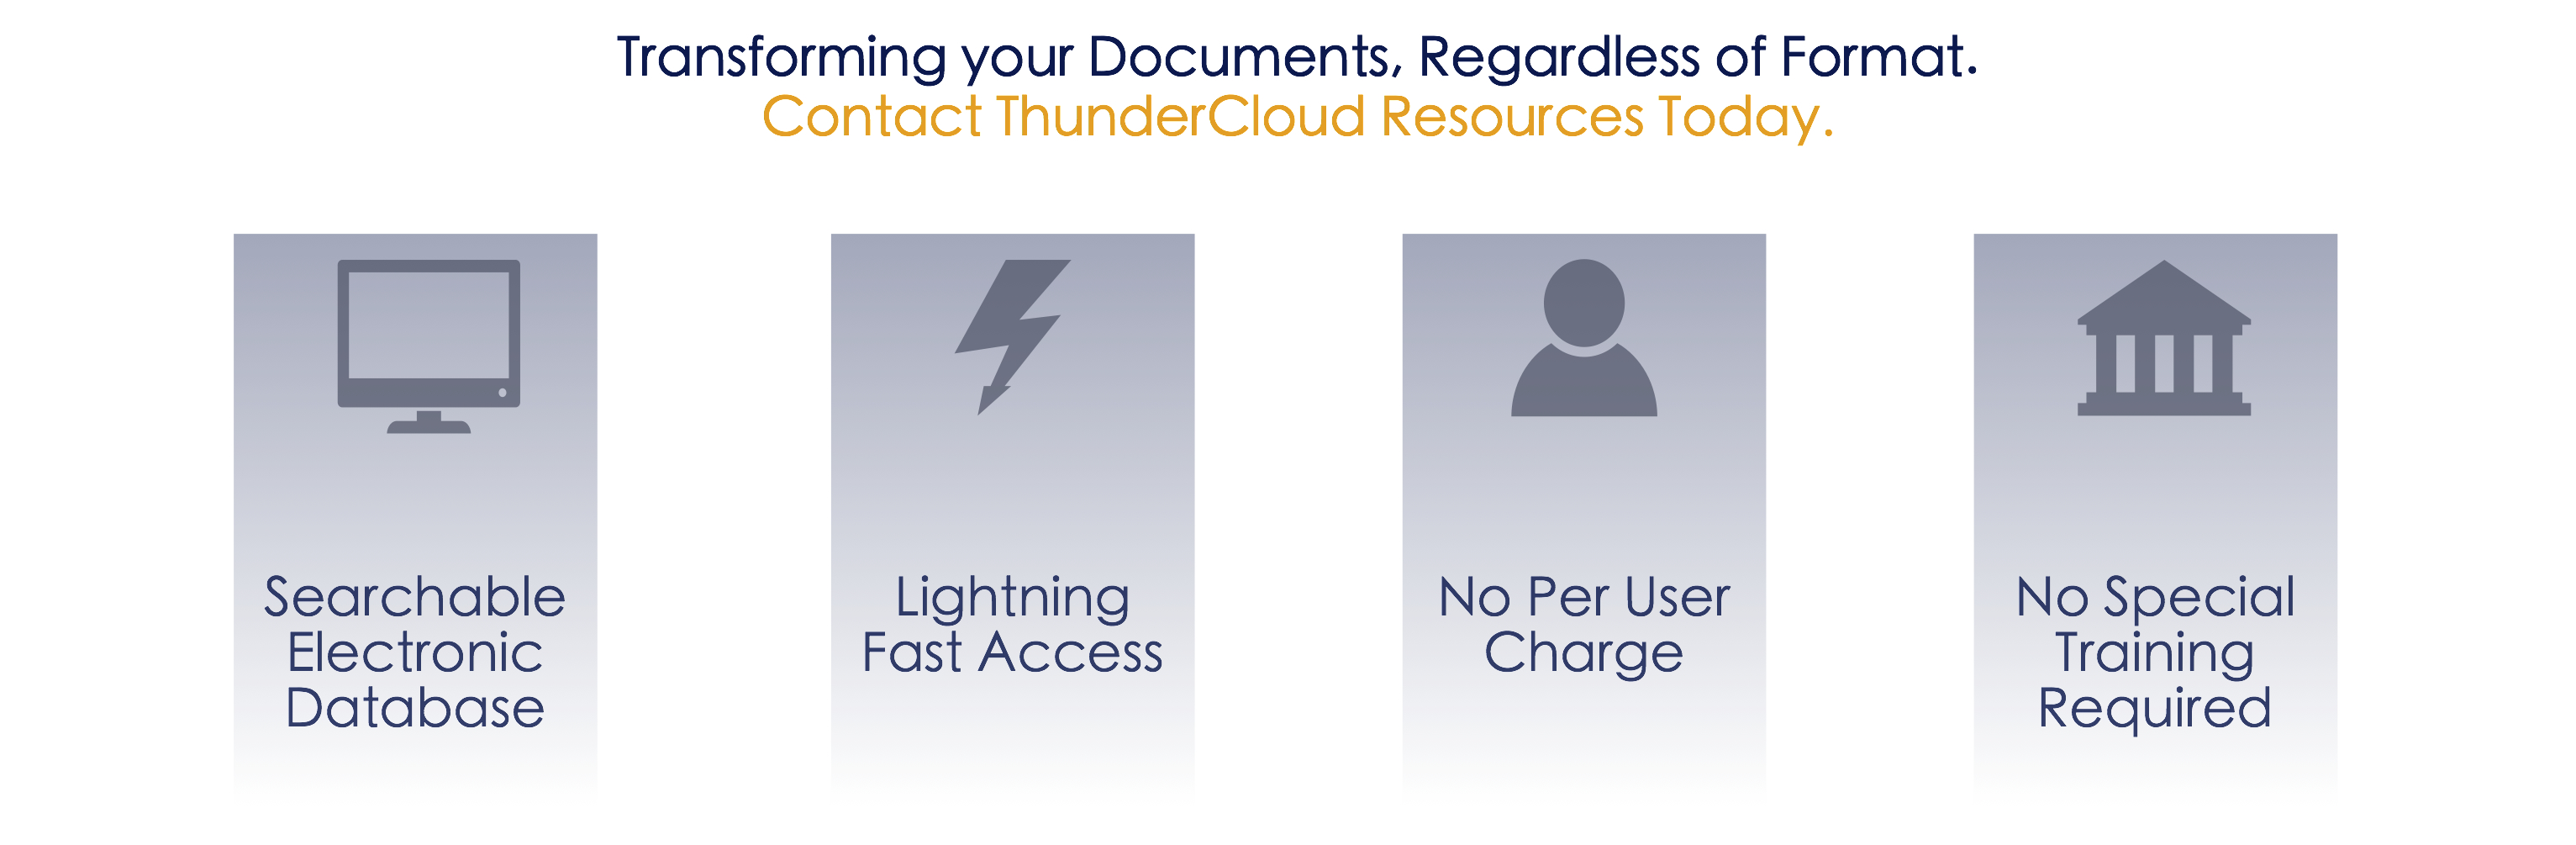 Transforming your Documents, Regardless of Format.
Contact ThunderCloud Resources Today.
Searchable
Electronic
Database
Lightning
Fast Access
No Per User
Charge
No Special
Training
Required